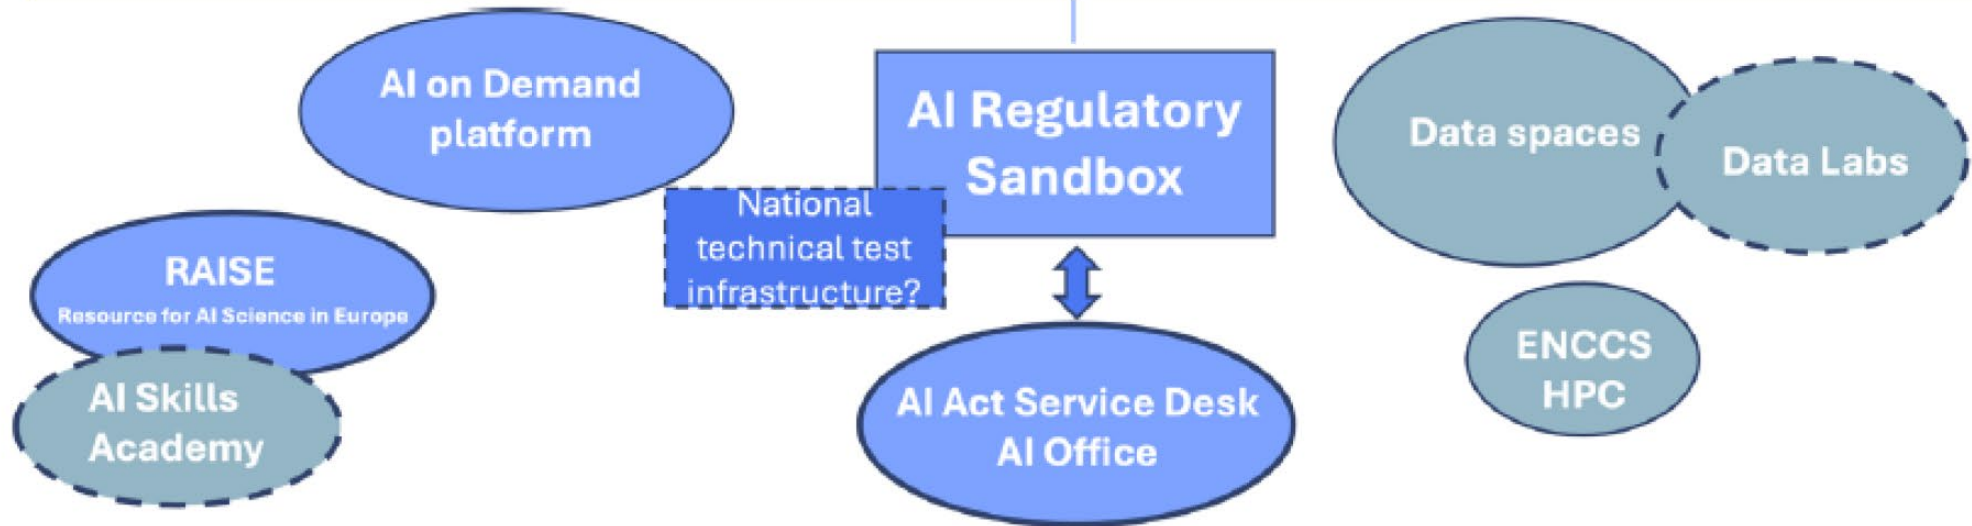 AI on Demand
platform
AI Regulatory
Sandbox
Data spaces
Data Labs
National
technical test
infrastructure?
RAISE
Resource for AI Science in Europe
AI Skills
Academy
AI Act Service Desk
AI Office
ENCCS
HPC